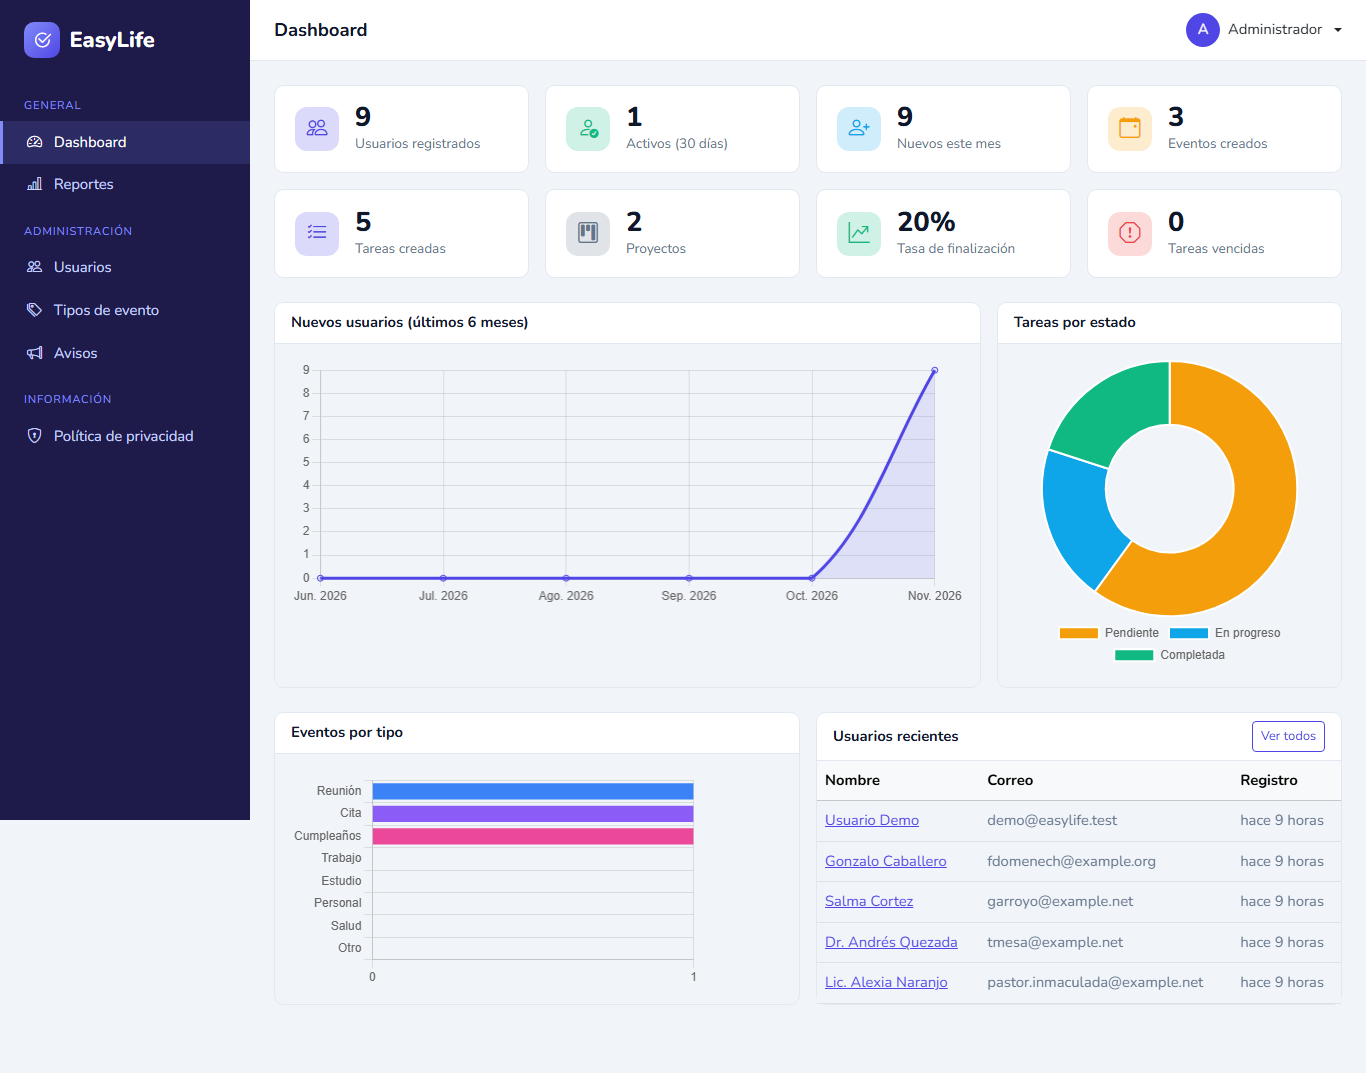 EasyLife
GENERAL
Dashboard
Reportes
ADMINISTRACIÓN
Usuarios
Tipos de evento
Avisos
INFORMACIÓN
Política de privacidad
Dashboard
A Administrador
9
Usuarios registrados
1
Activos (30 días)
9
Nuevos este mes
3
Eventos creados
5
Tareas creadas
2
Proyectos
20%
Tasa de finalización
0
Tareas vencidas
Nuevos usuarios (últimos 6 meses)
9
8
7
6
5
4
3
2
1
0
Jun. 2026 Jul. 2026 Ago. 2026 Sep. 2026 Oct. 2026 Nov. 2026
Tareas por estado
Pendiente En progreso
Completada
Eventos por tipo
Reunión
Cita
Cumpleaños
Trabajo
Estudio
Personal
Salud
Otro
0 1
Usuarios recientes Ver todos
Nombre Correo Registro
Usuario Demo demo@easylife.test hace 9 horas
Gonzalo Caballero fdomenech@example.org hace 9 horas
Salma Cortez garroyo@example.net hace 9 horas
Dr. Andrés Quezada tmesa@example.net hace 9 horas
Lic. Alexia Naranjo pastor.inmaculada@example.net hace 9 horas